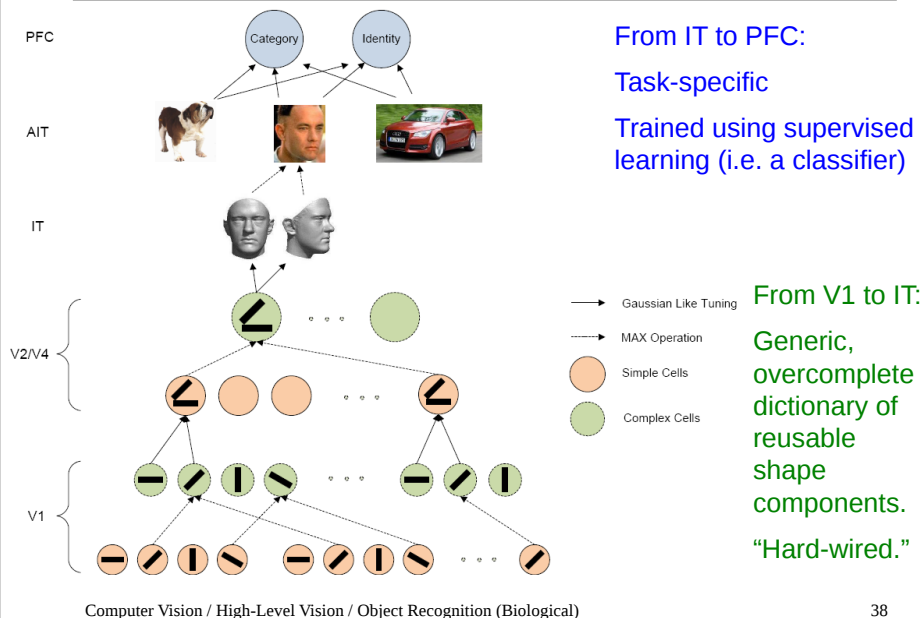 PFC
Category
Identity
From IT to PFC:
Task-specific
Trained using supervised
learning (i.e. a classifier)
AIT
IT
V2/V4
V1
Gaussian Like Tuning
MAX Operation
Simple Cells
Complex Cells
From V1 to IT:
Generic,
overcomplete
dictionary of
reusable
shape
components.
“Hard-wired.”
Computer Vision / High-Level Vision / Object Recognition (Biological)
38